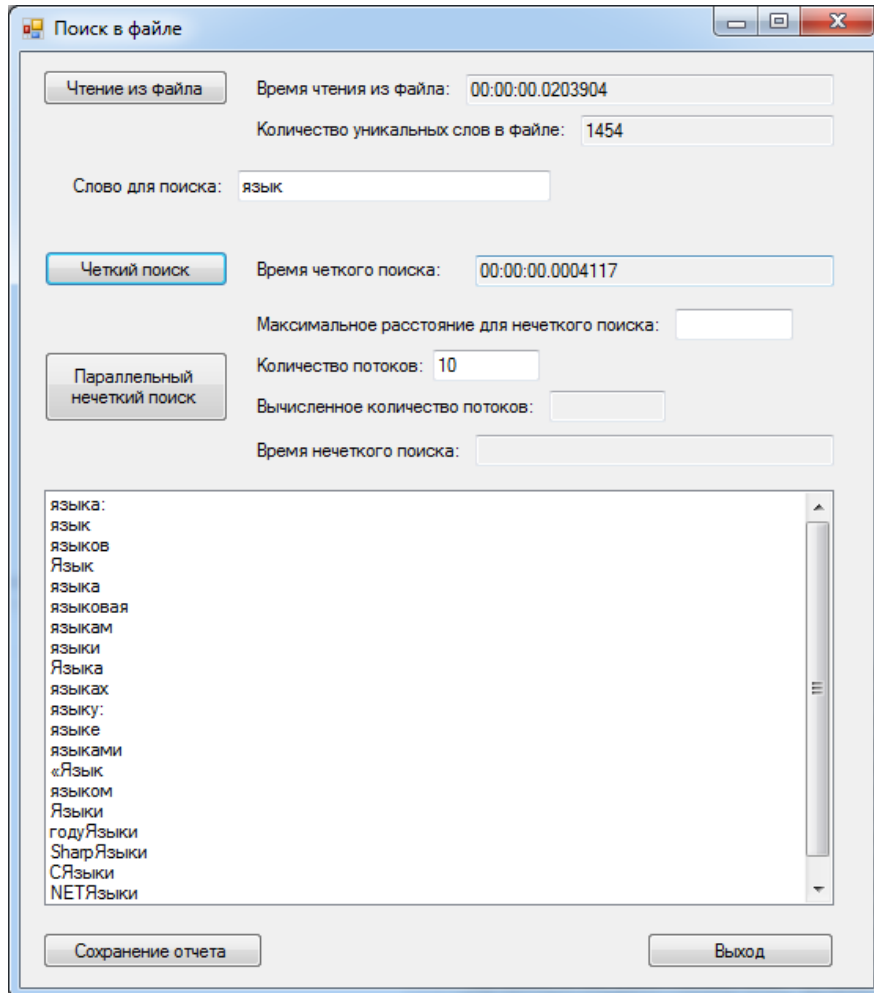 Поиск в файле
Чтение из файла
Время чтения из файла: 00:00:00.0203904
Количество уникальных слов в файле: 1454
Слово для поиска: язык
Четкий поиск
Время четкого поиска: 00:00:00.0004117
Максимальное расстояние для нечеткого поиска:
Параллельный
нечеткий поиск
Количество потоков: 10
Вычисленное количество потоков:
Время нечеткого поиска:
языка:
язык
языков
Язык
языка
языковая
языкам
языки
Языка
языках
языку:
языке
языками
«Язык
языком
Языки
годуЯзыки
SharpЯзыки
СЯзыки
NETЯзыки
Сохранение отчета
Выход